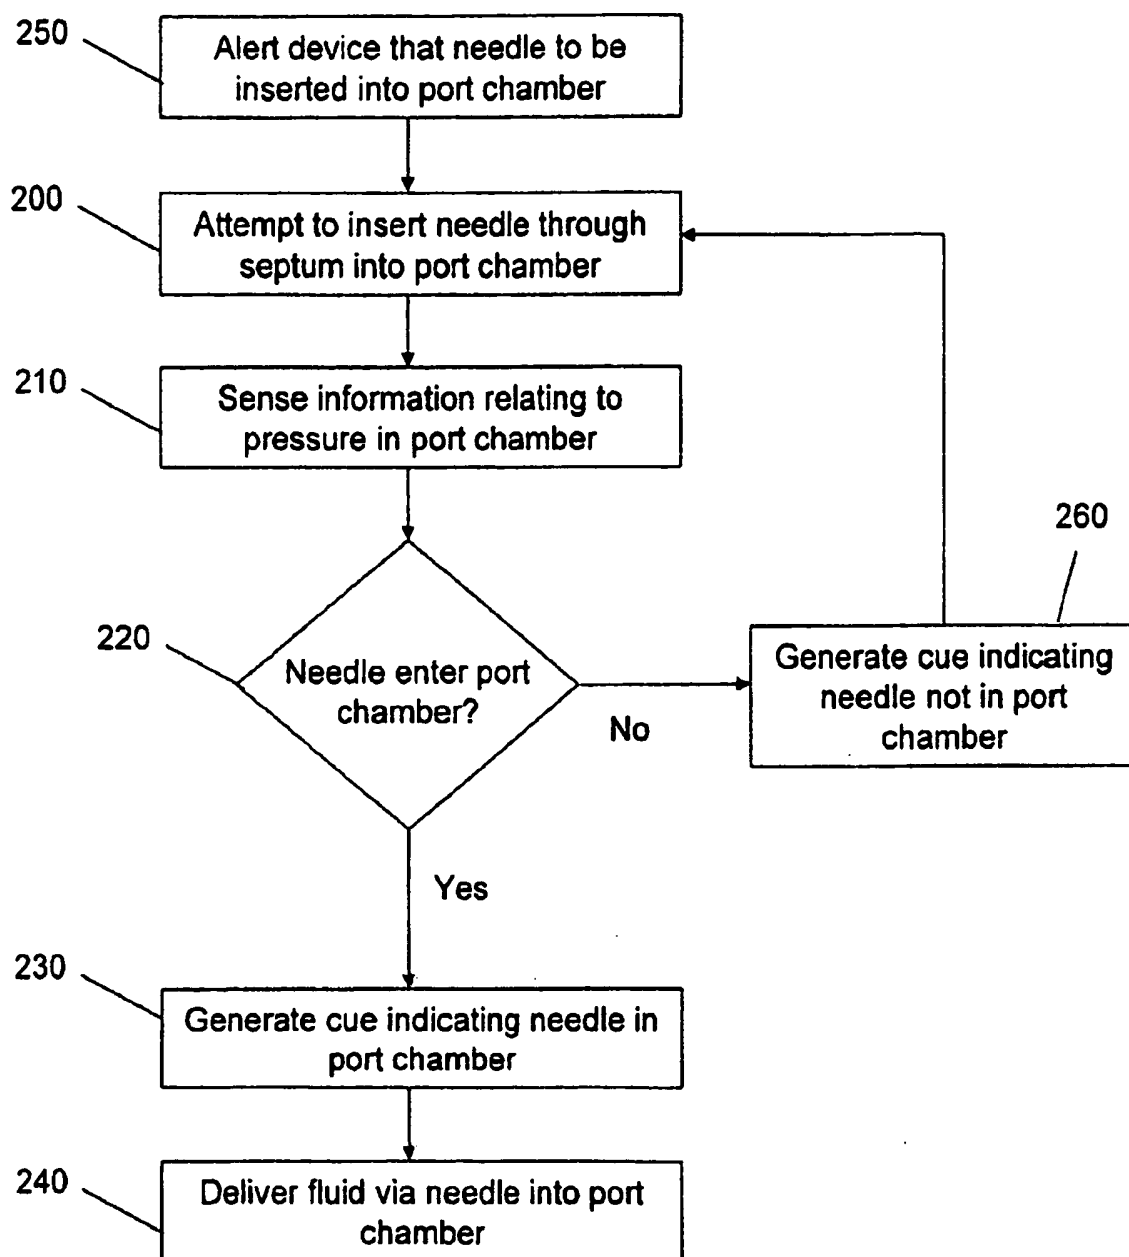 250
Alert device that needle to be
inserted into port chamber
200
Attempt to insert needle through
septum into port chamber
210
Sense information relating to
pressure in port chamber
220
Needle enter port
chamber?
No
260
Generate cue indicating
needle not in port
chamber
Yes
230
Generate cue indicating needle in
port chamber
240
Deliver fluid via needle into port
chamber